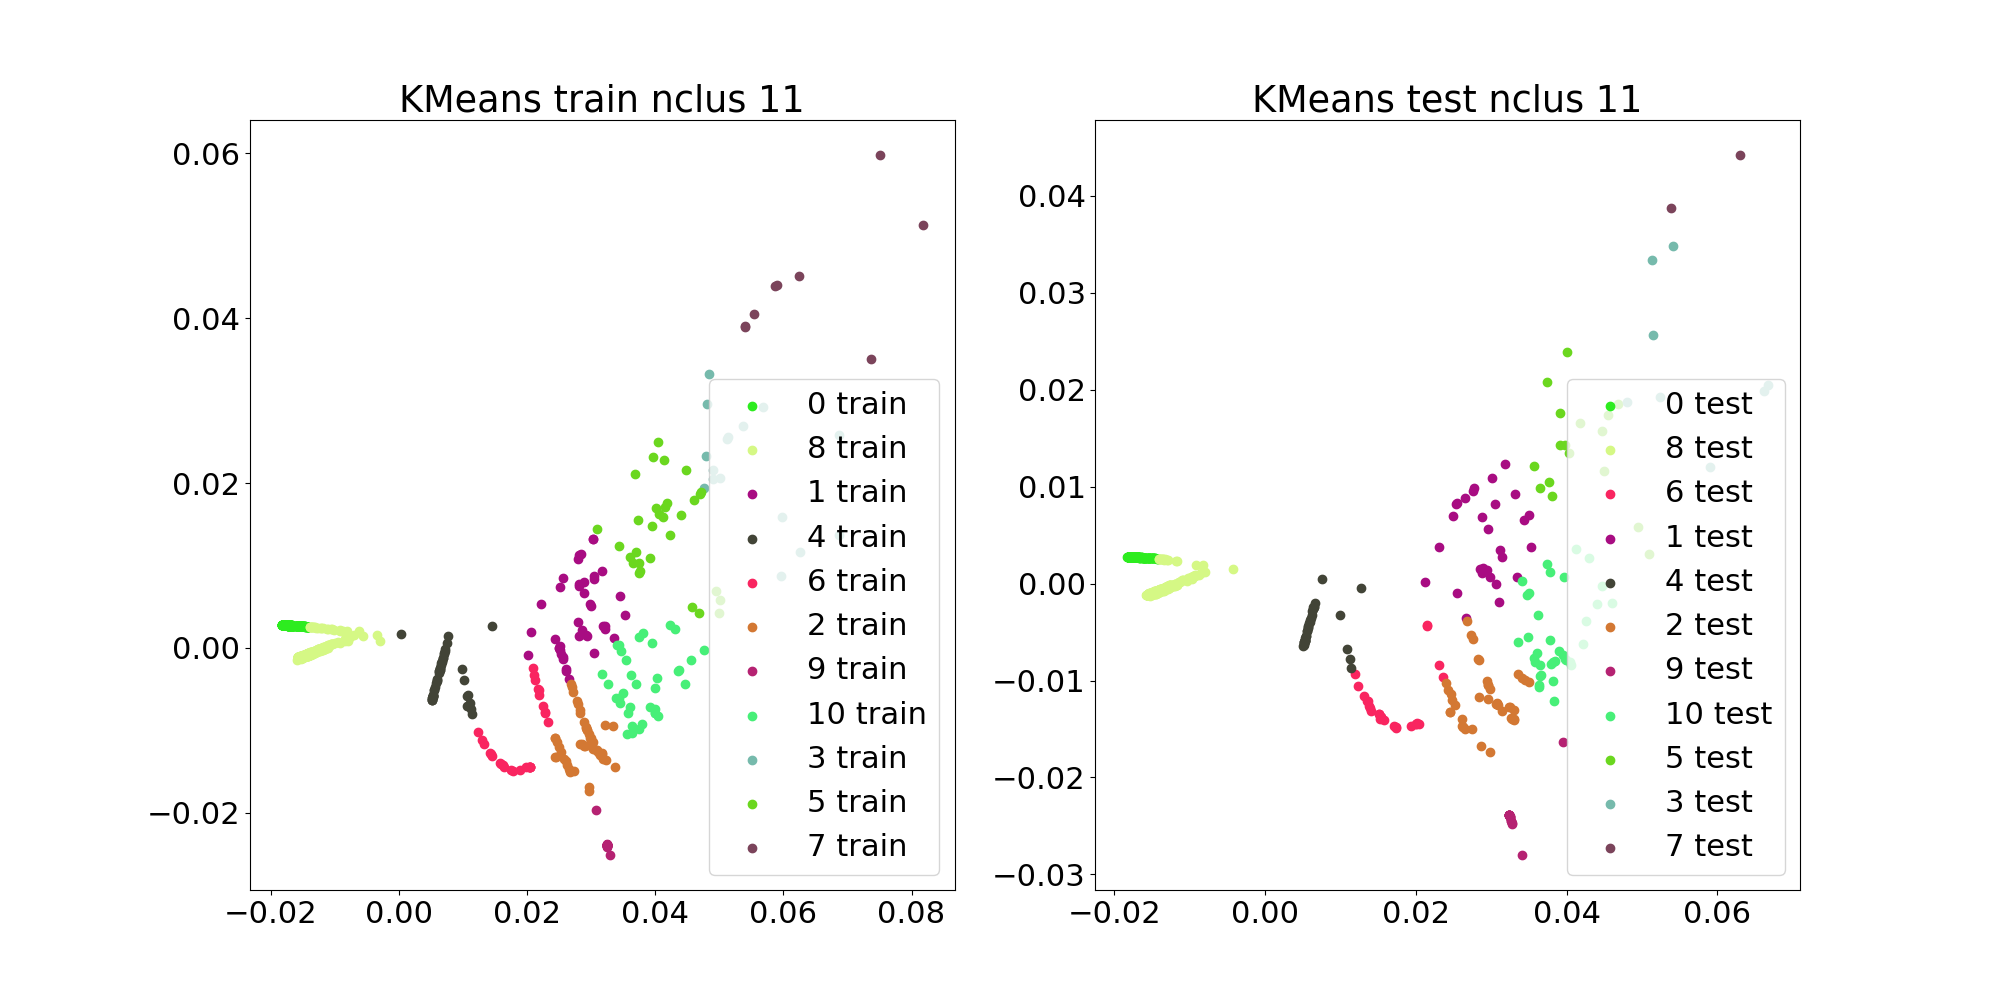 KMeans train nclus 11
0.06
0.04
0.02
0.00
−0.02
−0.02 0.00 0.02 0.04 0.06 0.08
0 train
8 train
1 train
4 train
6 train
2 train
9 train
10 train
3 train
5 train
7 train
KMeans test nclus 11
0.04
0.03
0.02
0.01
0.00
−0.01
−0.02
−0.03
−0.02 0.00 0.02 0.04 0.06
0 test
8 test
6 test
1 test
4 test
2 test
9 test
10 test
5 test
3 test
7 test